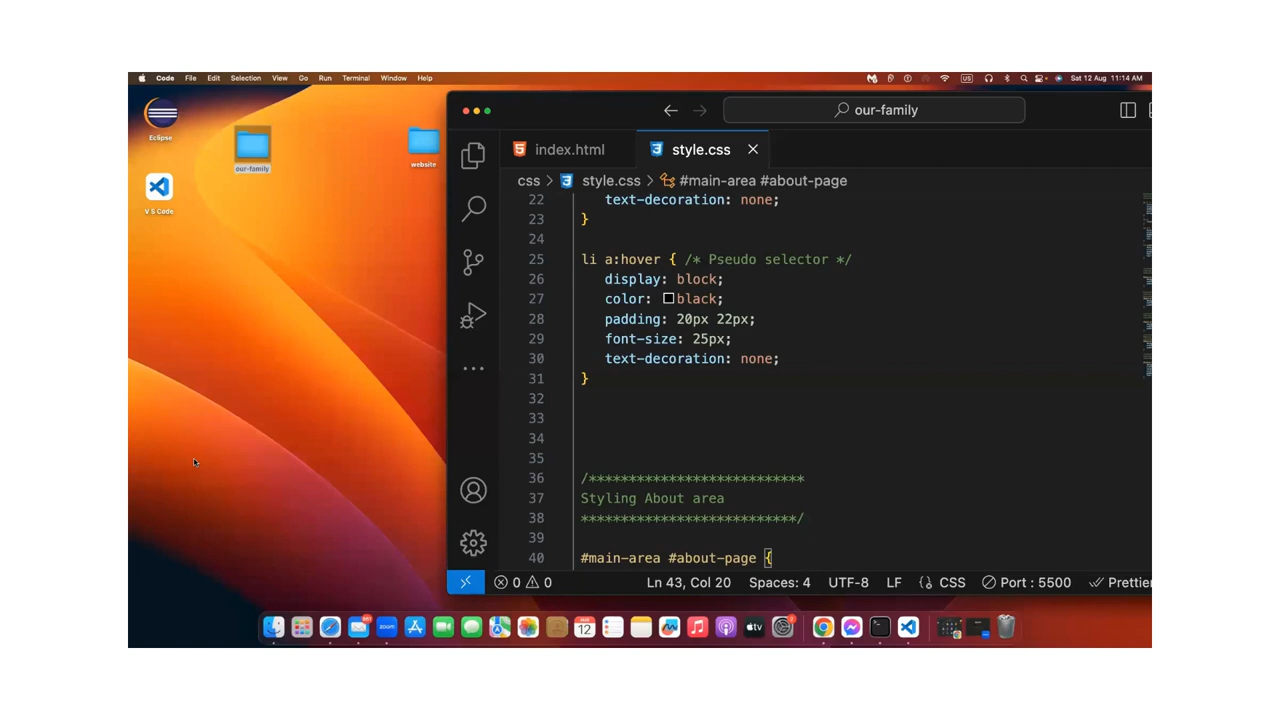 Code File Edit Selection View Go Run Terminal Window Help US Sat 12 Aug 11:14 AM
Eclipse
our-family
website
V S Code
our-family
index.html style.css
css > style.css > #main-area #about-page
22 text-decoration: none;
23 }
24
25 li a:hover { /* Pseudo selector */
26 display: block;
27 color: black;
28 padding: 20px 22px;
29 font-size: 25px;
30 text-decoration: none;
31 }
32
33
34
35
36 /***************************
37 Styling About area
38 ***************************/
39
40 #main-area #about-page {
0 0 Ln 43, Col 20 Spaces: 4 UTF-8 LF {} CSS Port : 5500 Prettier
zoom 12 tv